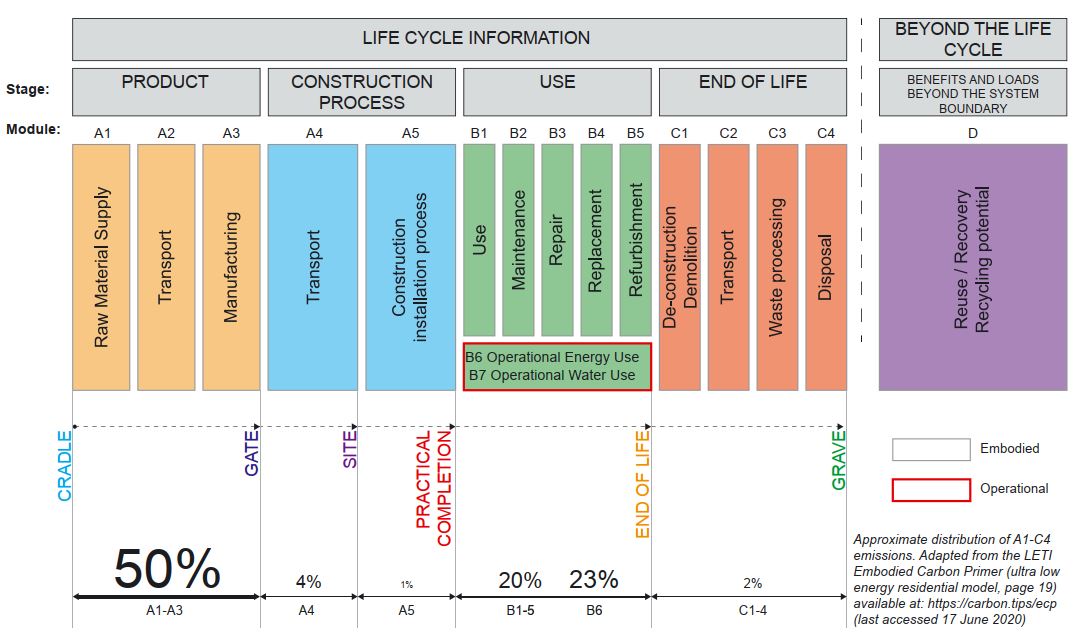 LIFE CYCLE INFORMATION
BEYOND THE LIFE
CYCLE
Stage:
PRODUCT
CONSTRUCTION
PROCESS
USE
END OF LIFE
BENEFITS AND LOADS
BEYOND THE SYSTEM
BOUNDARY
Module:
A1
A2
A3
A4
A5
B1
B2
B3
B4
B5
C1
C2
C3
C4
D
Raw Material Supply
Transport
Manufacturing
Transport
Construction
installation process
Use
Maintenance
Repair
Replacement
Refurbishment
De-construction
Demolition
Transport
Waste processing
Disposal
Reuse / Recovery
Recycling potential
B6 Operational Energy Use
B7 Operational Water Use
CRADLE
GATE
SITE
PRACTICAL
COMPLETION
END OF LIFE
GRAVE
Embodied
Operational
50%
4%
1%
20%
23%
2%
A1-A3
A4
A5
B1-5
B6
C1-4
Approximate distribution of A1-C4
emissions. Adapted from the LETI
Embodied Carbon Primer (ultra low
energy residential model, page 19)
available at: https://carbon.tips/ecp
(last accessed 17 June 2020)